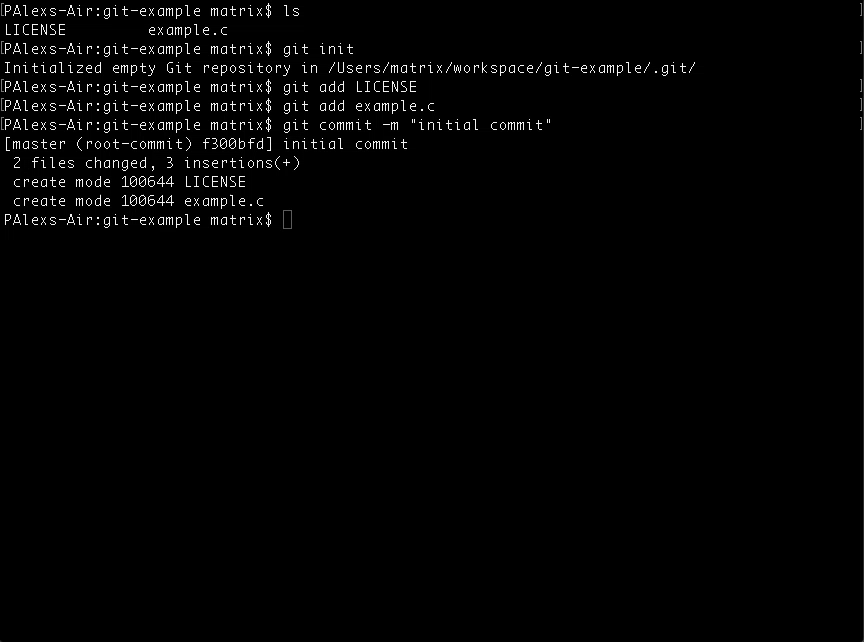 [PAlexs-Air:git-example matrix$ ls ]
LICENSE         example.c
[PAlexs-Air:git-example matrix$ git init ]
Initialized empty Git repository in /Users/matrix/workspace/git-example/.git/
[PAlexs-Air:git-example matrix$ git add LICENSE ]
[PAlexs-Air:git-example matrix$ git add example.c ]
[PAlexs-Air:git-example matrix$ git commit -m "initial commit" ]
[master (root-commit) f300bfd] initial commit
 2 files changed, 3 insertions(+)
 create mode 100644 LICENSE
 create mode 100644 example.c
PAlexs-Air:git-example matrix$